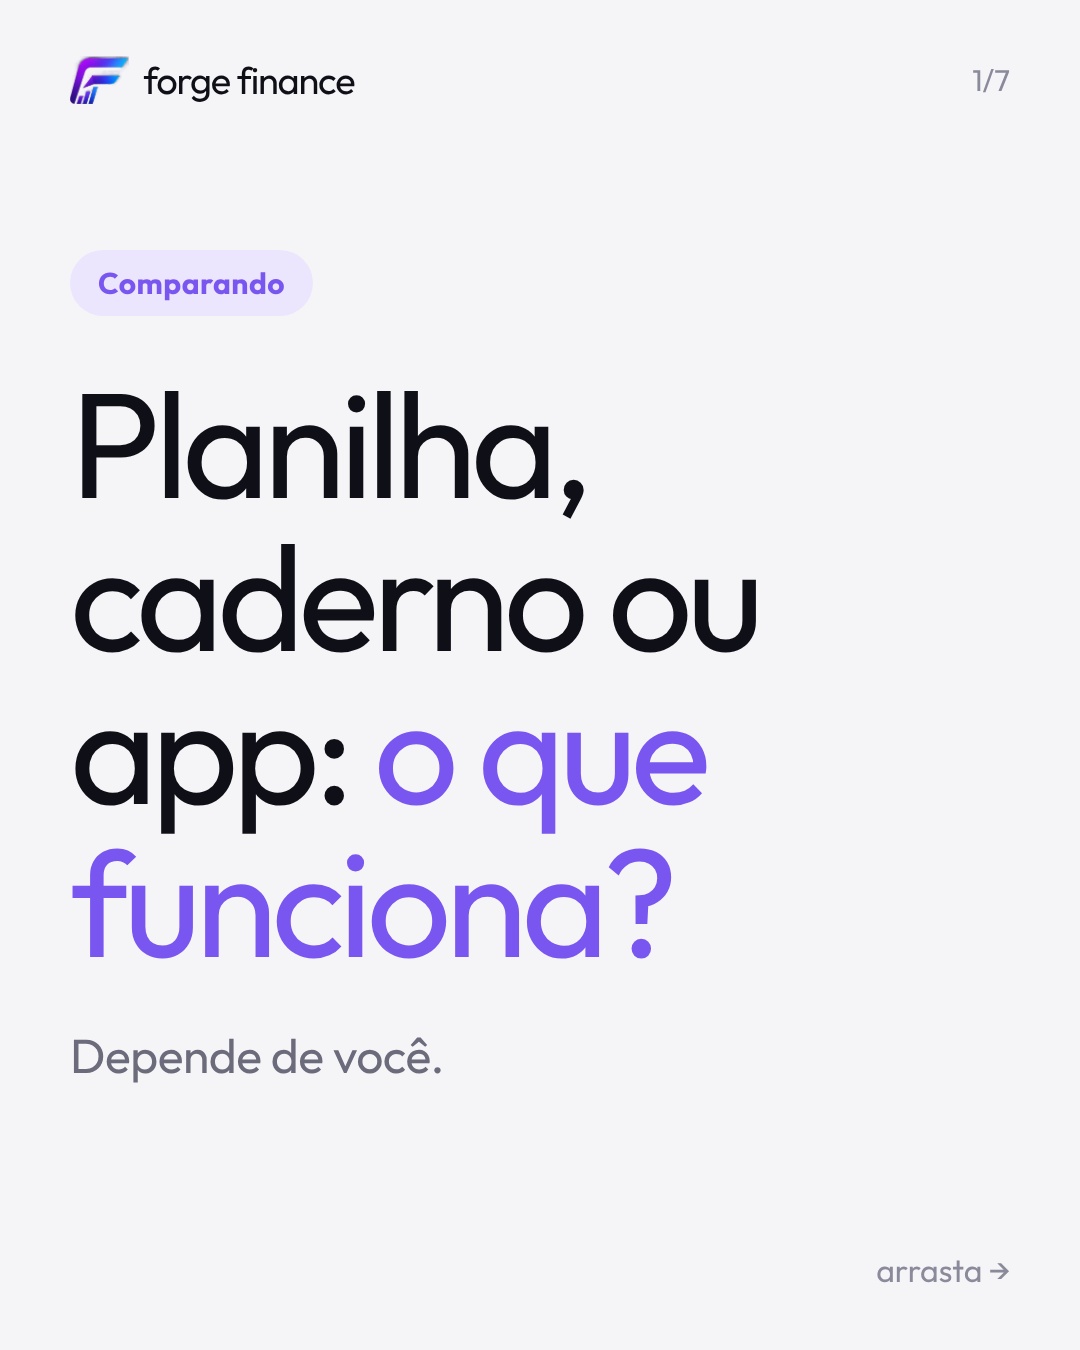 forge finance
1/7
Comparando
Planilha,
caderno ou
app: o que
funciona?
Depende de você.
arrasta →